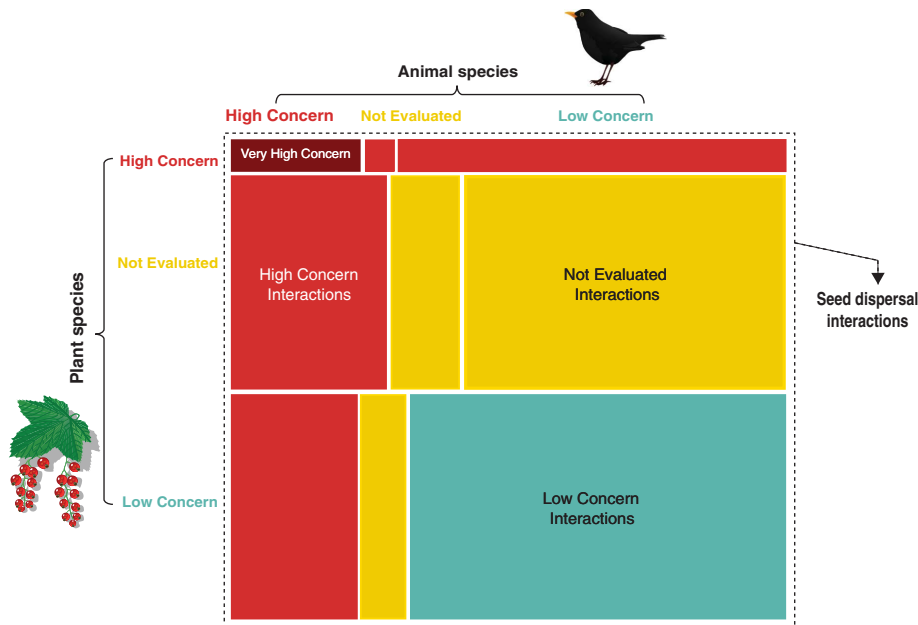 Animal species
High Concern
Not Evaluated
Low Concern
High Concern
Very High Concern
Not Evaluated
High Concern
Interactions
Not Evaluated
Interactions
Seed dispersal
interactions
Plant species
Low Concern
Low Concern
Interactions